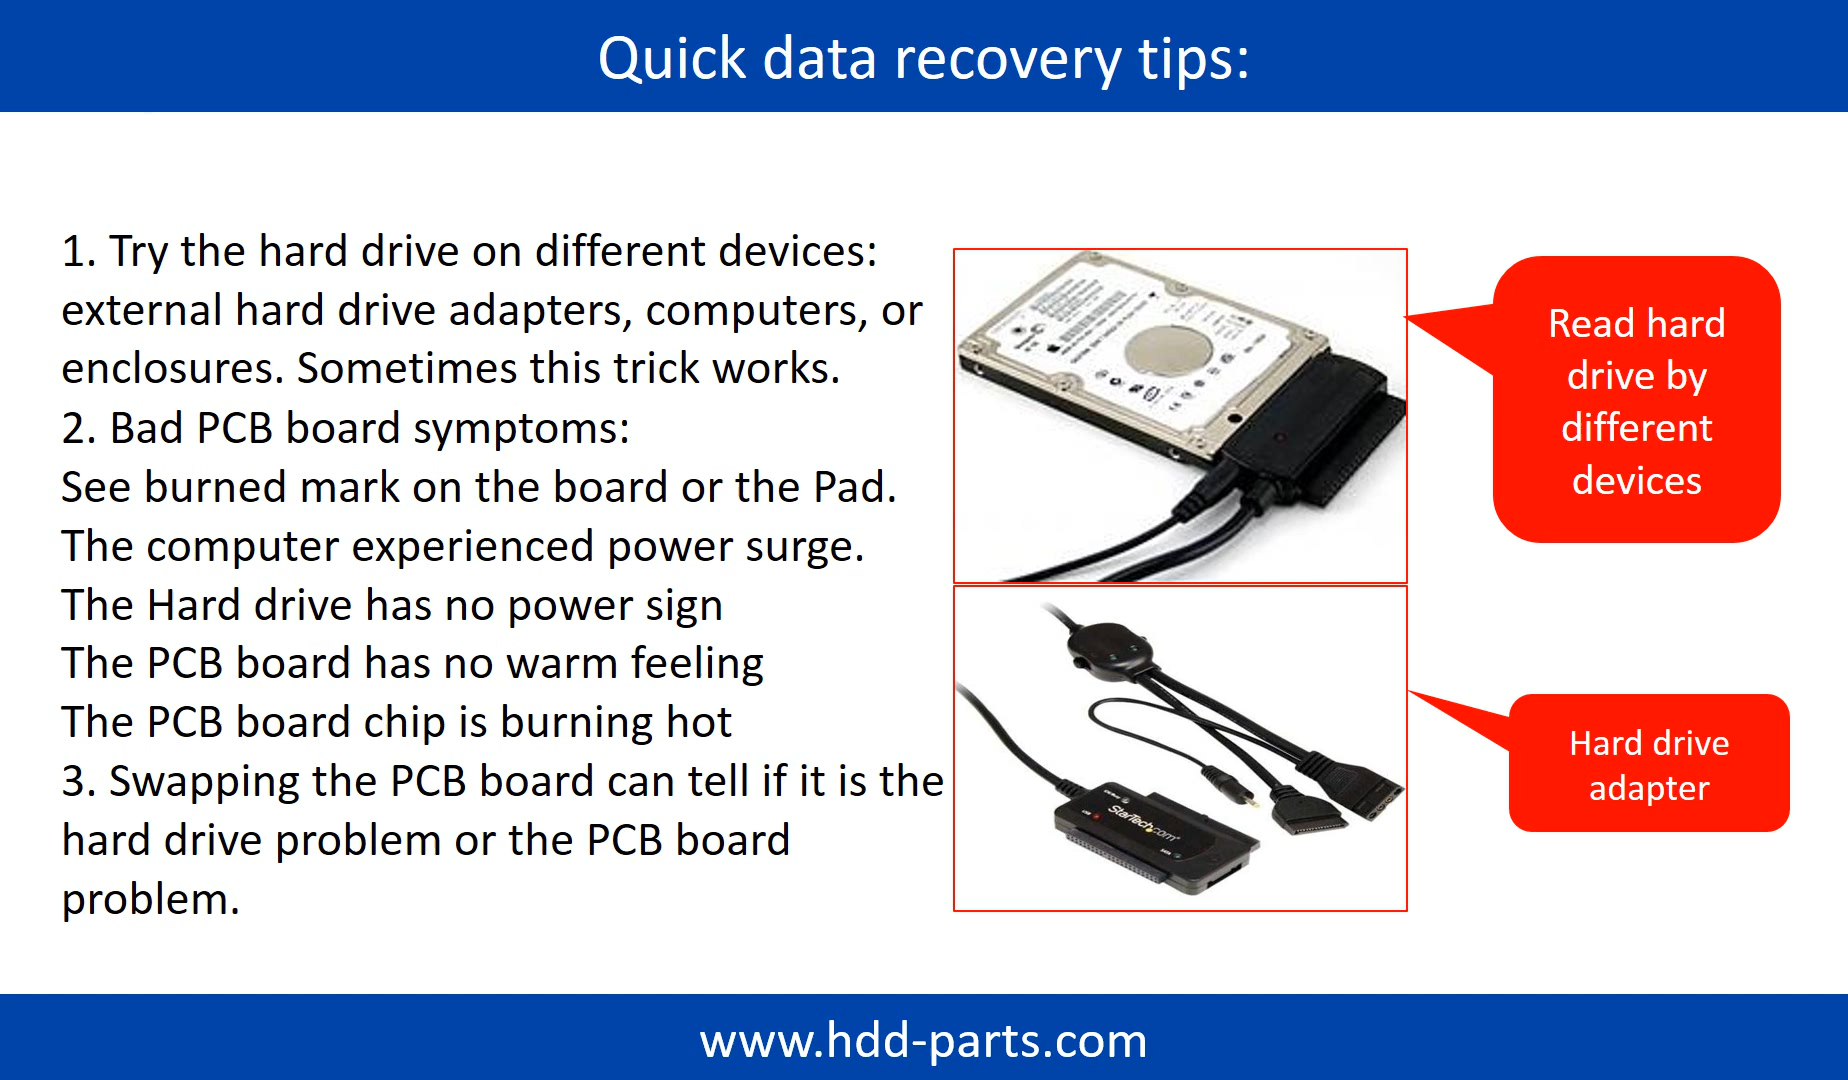 Quick data recovery tips:
1. Try the hard drive on different devices:
external hard drive adapters, computers, or
enclosures. Sometimes this trick works.
2. Bad PCB board symptoms:
See burned mark on the board or the Pad.
The computer experienced power surge.
The Hard drive has no power sign
The PCB board has no warm feeling
The PCB board chip is burning hot
3. Swapping the PCB board can tell if it is the
hard drive problem or the PCB board
problem.
Read hard
drive by
different
devices
StarTech.com
Hard drive
adapter
www.hdd-parts.com